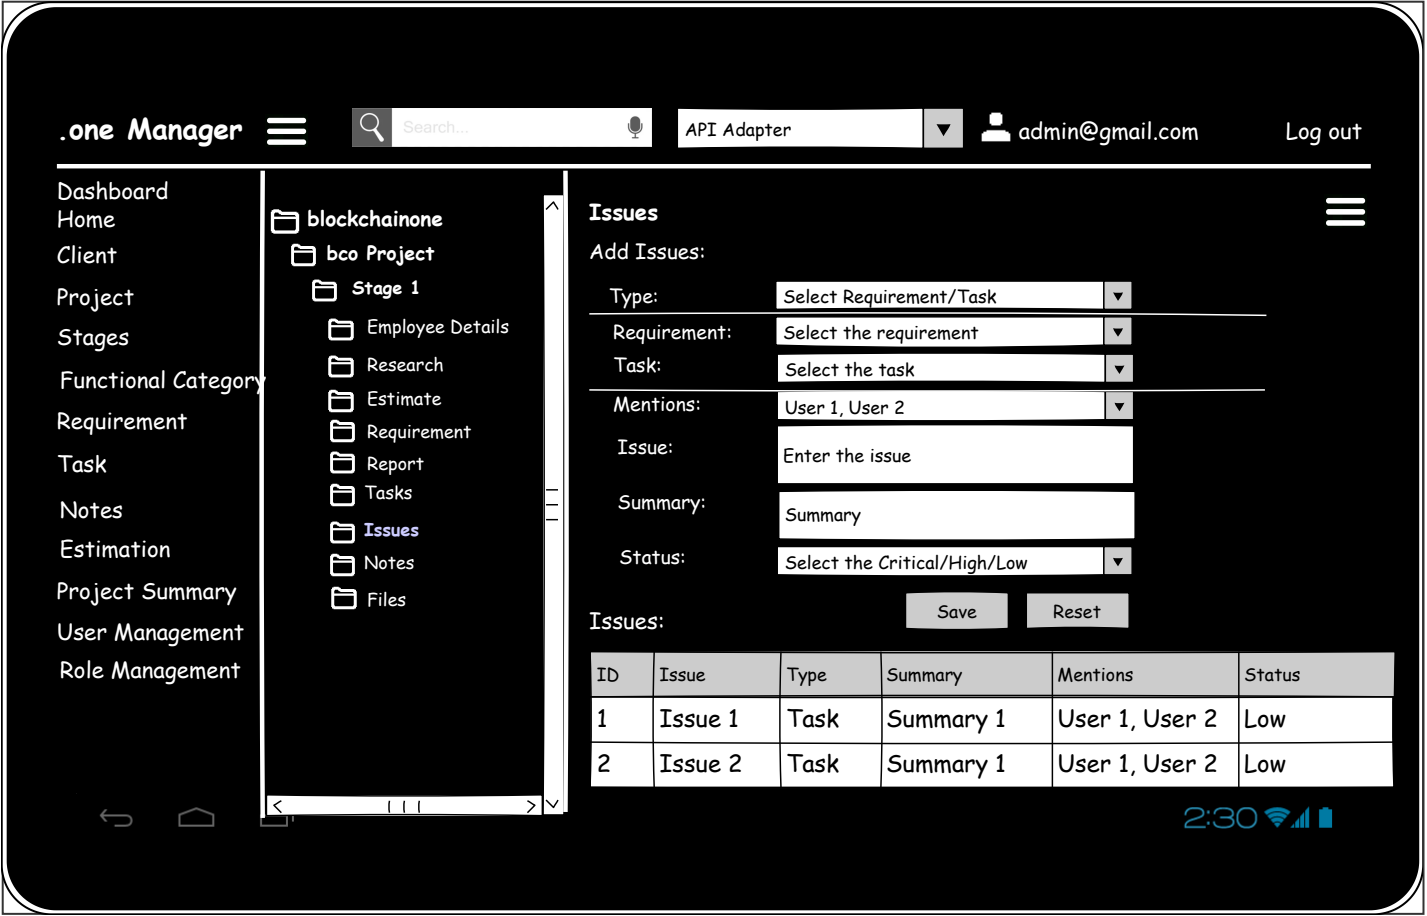 .one Manager
Search...
API Adapter
admin@gmail.com
Log out
Dashboard
Home
Client
Project
Stages
Functional Category
Requirement
Task
Notes
Estimation
Project Summary
User Management
Role Management
blockchainone
bco Project
Stage 1
Employee Details
Research
Estimate
Requirement
Report
Tasks
Issues
Notes
Files
Issues
Add Issues:
Type: Select Requirement/Task
Requirement: Select the requirement
Task: Select the task
Mentions: User 1, User 2
Issue: Enter the issue
Summary: Summary
Status: Select the Critical/High/Low
Save Reset
Issues:
ID Issue Type Summary Mentions Status
1 Issue 1 Task Summary 1 User 1, User 2 Low
2 Issue 2 Task Summary 1 User 1, User 2 Low
2:30